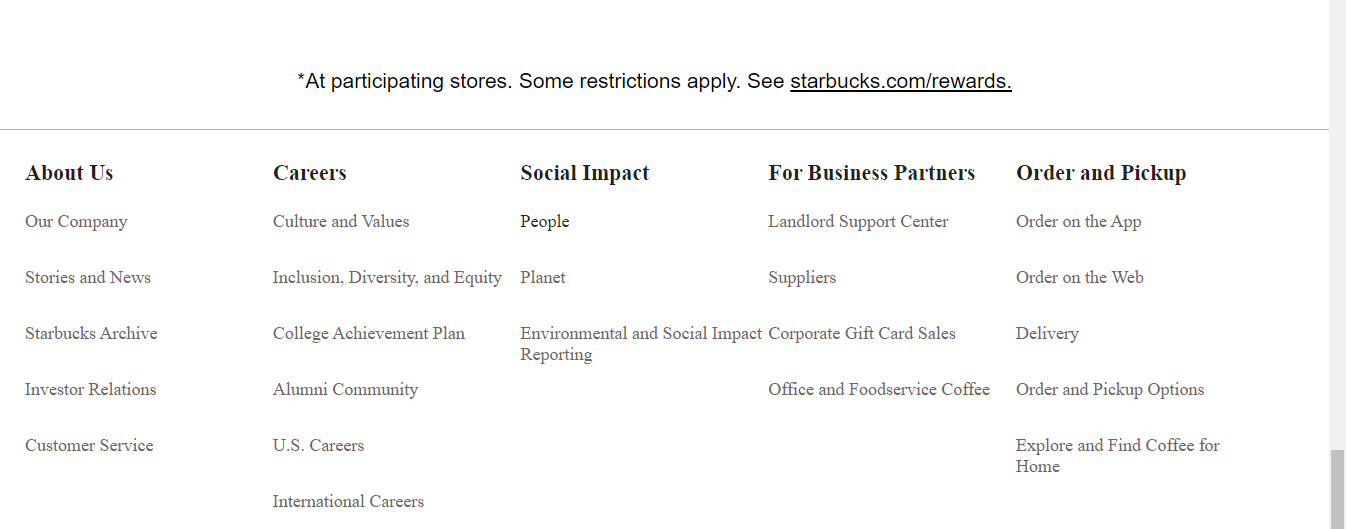 *At participating stores. Some restrictions apply. See starbucks.com/rewards.
About Us
Our Company
Stories and News
Starbucks Archive
Investor Relations
Customer Service
Careers
Culture and Values
Inclusion, Diversity, and Equity
College Achievement Plan
Alumni Community
U.S. Careers
International Careers
Social Impact
People
Planet
Environmental and Social Impact
Reporting
For Business Partners
Landlord Support Center
Suppliers
Corporate Gift Card Sales
Office and Foodservice Coffee
Order and Pickup
Order on the App
Order on the Web
Delivery
Order and Pickup Options
Explore and Find Coffee for
Home